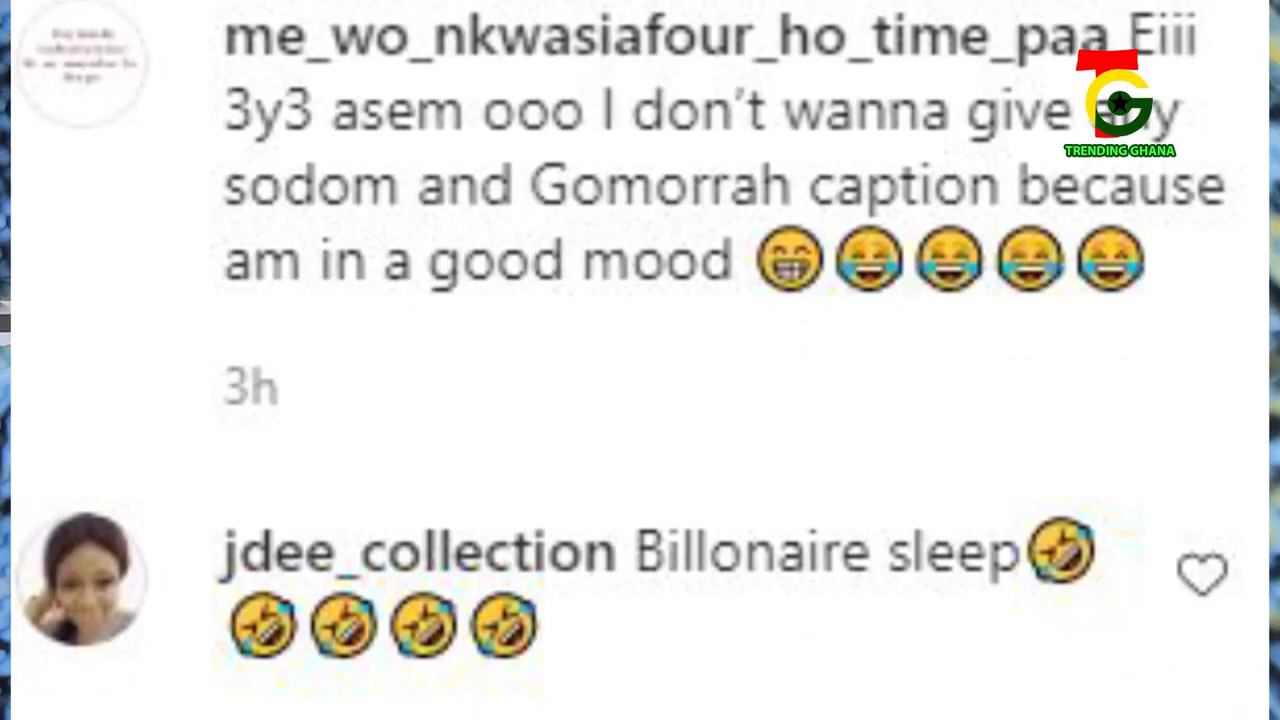 me_wo_nkwasiafour_ho_time_paa Eiii
3y3 asem ooo I don't wanna give any
sodom and Gomorrah caption because
am in a good mood 😁😂😂😂😂
TRENDING GHANA
3h
jdee_collection Billonaire sleep🤣
🤣🤣🤣🤣